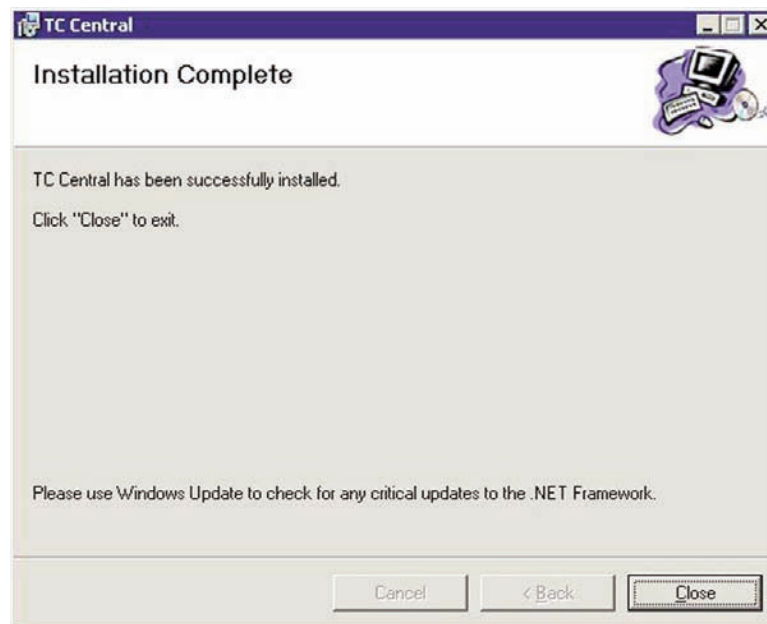 TC Central
Installation Complete
TC Central has been successfully installed.
Click "Close" to exit.
Please use Windows Update to check for any critical updates to the .NET Framework.
Cancel
< Back
Close